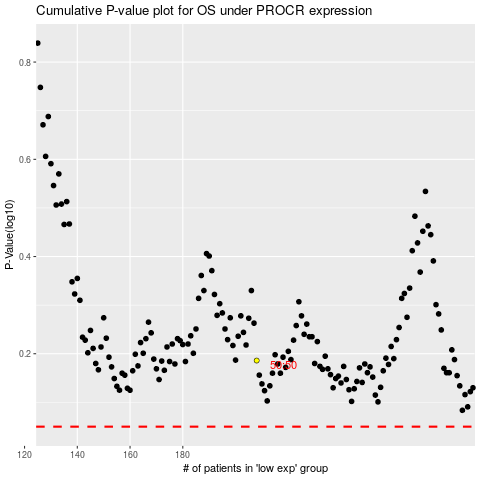 Cumulative P-value plot for OS under PROCR expression
P-Value(log10)
0.8
0.6
0.4
0.2
50:50
120 140 160 180
# of patients in 'low exp' group